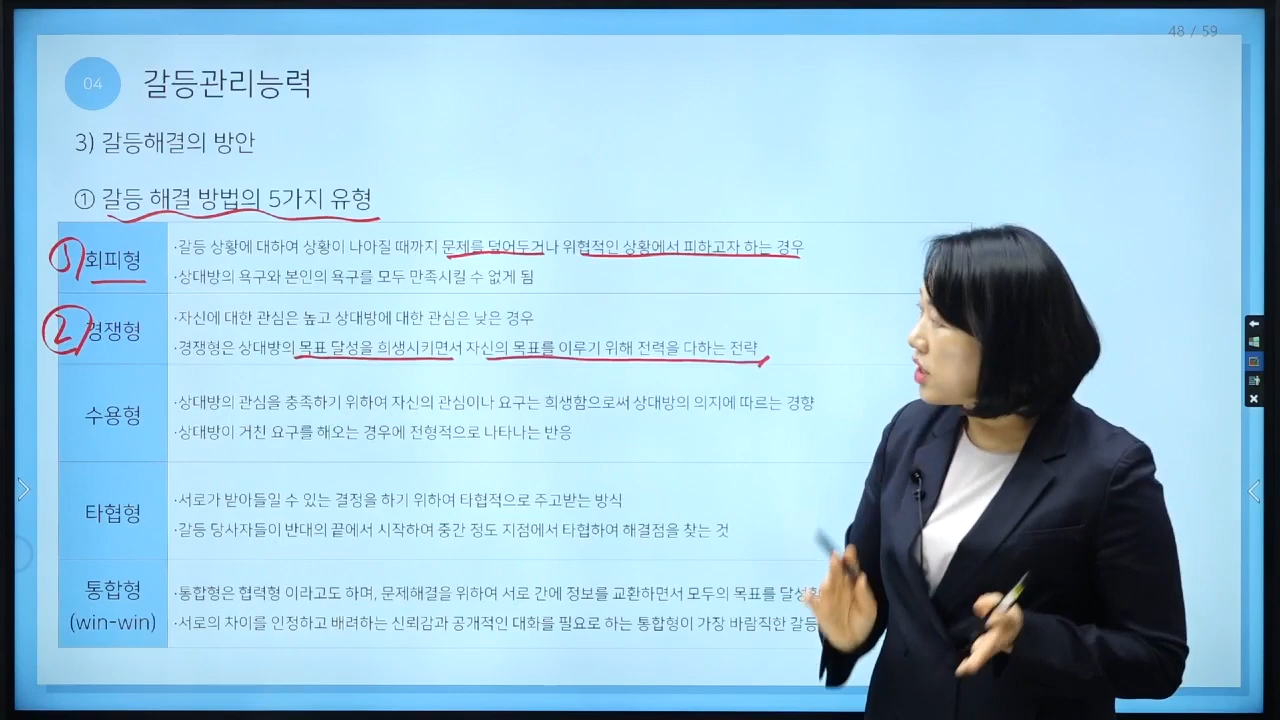 48 / 59
04 갈등관리능력
3) 갈등해결의 방안
① 갈등 해결 방법의 5가지 유형
1) 회피형
·갈등 상황에 대하여 상황이 나아질 때까지 문제를 덮어두거나 위협적인 상황에서 피하고자 하는 경우
·상대방의 욕구와 본인의 욕구를 모두 만족시킬 수 없게 됨
2) 경쟁형
·자신에 대한 관심은 높고 상대방에 대한 관심은 낮은 경우
·경쟁형은 상대방의 목표 달성을 희생시키면서 자신의 목표를 이루기 위해 전력을 다하는 전략
수용형
·상대방의 관심을 충족하기 위하여 자신의 관심이나 요구는 희생함으로써 상대방의 의지에 따르는 경향
·상대방이 거친 요구를 해오는 경우에 전형적으로 나타나는 반응
타협형
·서로가 받아들일 수 있는 결정을 하기 위하여 타협적으로 주고받는 방식
·갈등 당사자들이 반대의 끝에서 시작하여 중간 정도 지점에서 타협하여 해결점을 찾는 것
통합형
(win-win)
·통합형은 협력형 이라고도 하며, 문제해결을 위하여 서로 간에 정보를 교환하면서 모두의 목표를
·서로의 차이를 인정하고 배려하는 신뢰감과 공개적인 대화를 필요로 하는 통합형이 가장 바람직한